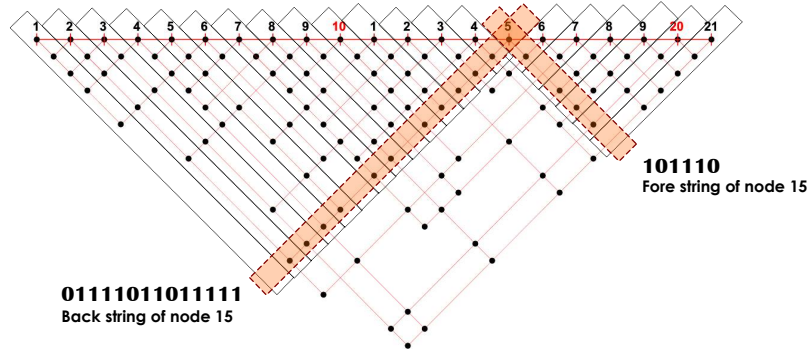 1 2 3 4 5 6 7 8 9 10 1 2 3 4 5 6 7 8 9 20 21
101110
Fore string of node 15
01111011011111
Back string of node 15